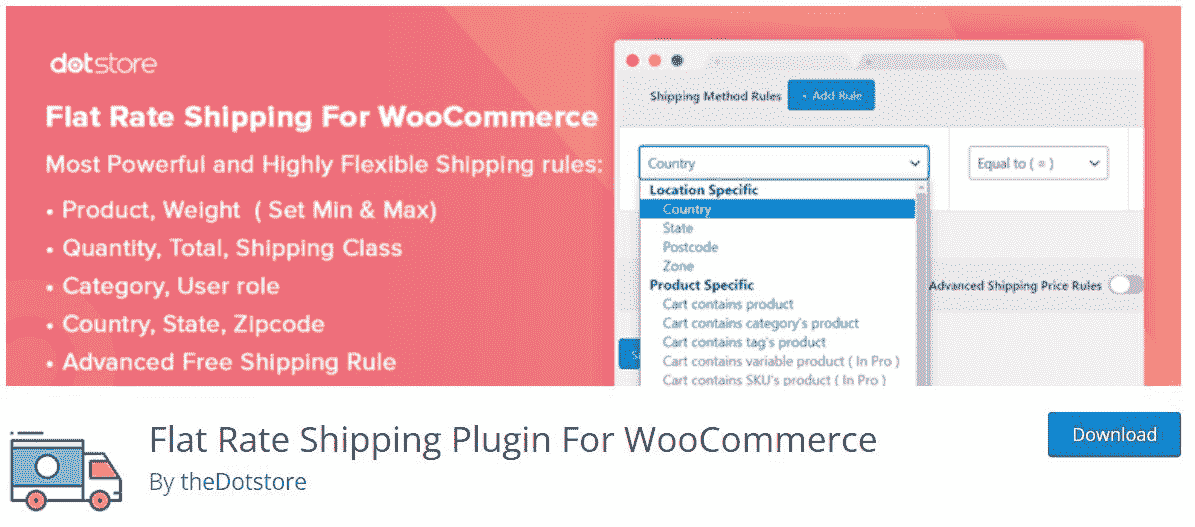 dotstore
Flat Rate Shipping For WooCommerce
Most Powerful and Highly Flexible Shipping rules:
• Product, Weight ( Set Min & Max)
• Quantity, Total, Shipping Class
• Category, User role
• Country, State, Zipcode
• Advanced Free Shipping Rule
Shipping Method Rules + Add Rule
Country
Equal to ( = )
Location Specific
Country
State
Postcode
Zone
Product Specific
Cart contains product
Cart contains category's product
Cart contains tag's product
Cart contains variable product ( In Pro )
Cart contains SKU's product ( In Pro )
Advanced Shipping Price Rules
Flat Rate Shipping Plugin For WooCommerce
By theDotstore
Download